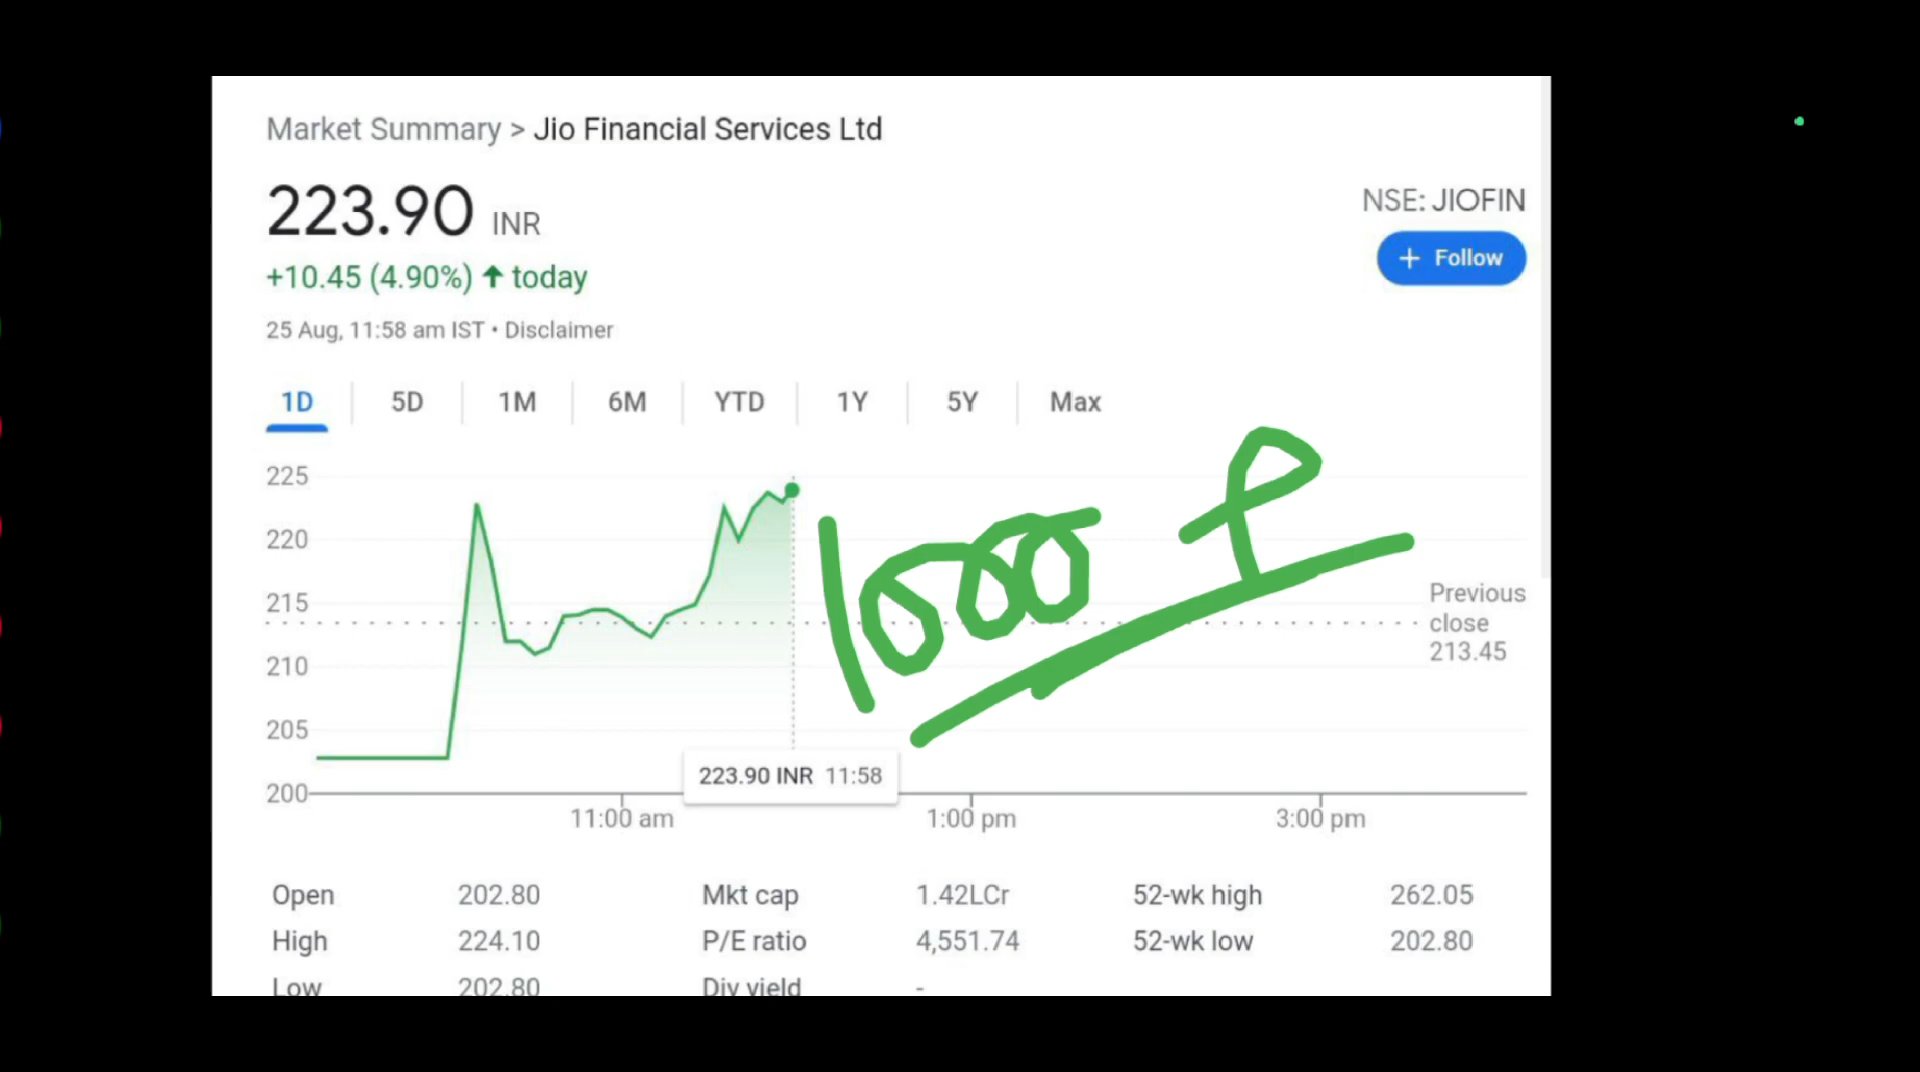 Market Summary > Jio Financial Services Ltd
223.90 INR
NSE: JIOFIN
+10.45 (4.90%) ↑ today
+ Follow
25 Aug, 11:58 am IST • Disclaimer
1D 5D 1M 6M YTD 1Y 5Y Max
225
220
215
210
205
200
1000
Previous
close
213.45
223.90 INR 11:58
11:00 am 1:00 pm 3:00 pm
Open 202.80 Mkt cap 1.42LCr 52-wk high 262.05
High 224.10 P/E ratio 4,551.74 52-wk low 202.80
Low 202.80 Div yield -